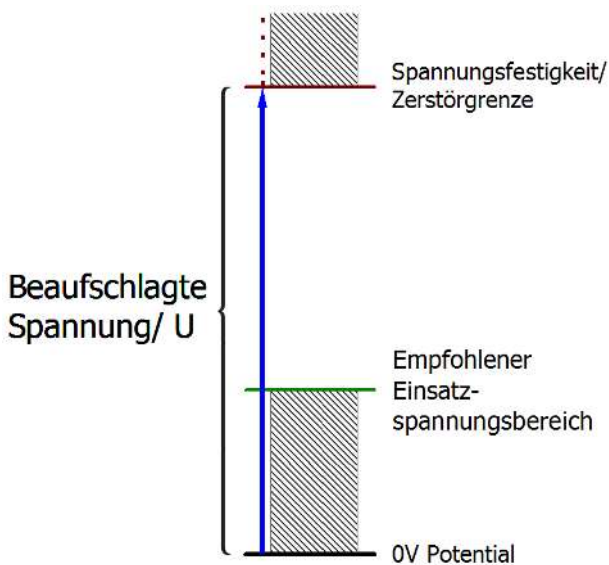 Spannungsfestigkeit/
Zerstörgrenze
Beaufschlagte
Spannung/ U
Empfohlener
Einsatz-
spannungsbereich
0V Potential